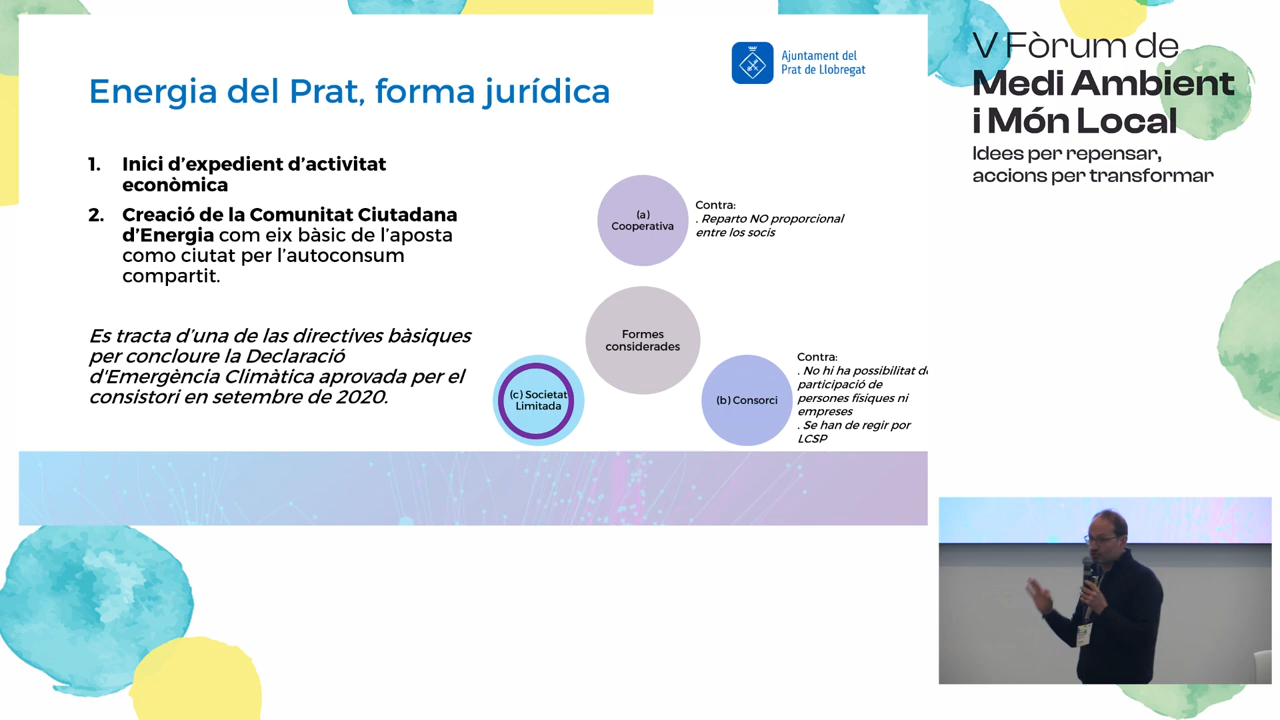 Energia del Prat, forma jurídica
Ajuntament del
Prat de Llobregat
1. Inici d'expedient d'activitat
econòmica
2. Creació de la Comunitat Ciutadana
d'Energia com eix bàsic de l'aposta
como ciutat per l'autoconsum
compartit.
Es tracta d'una de las directives bàsiques
per concloure la Declaració
d'Emergència Climàtica aprovada per el
consistori en setembre de 2020.
(a)
Cooperativa
Contra:
. Reparto NO proporcional
entre los socis
Formes
considerades
(c) Societat
Limitada
(b) Consorci
Contra:
. No hi ha possibilitat de
participació de
persones físiques ni
empreses
. Se han de regir por
LCSP
V Fòrum de
Medi Ambient
i Món Local
Idees per repensar,
accions per transformar